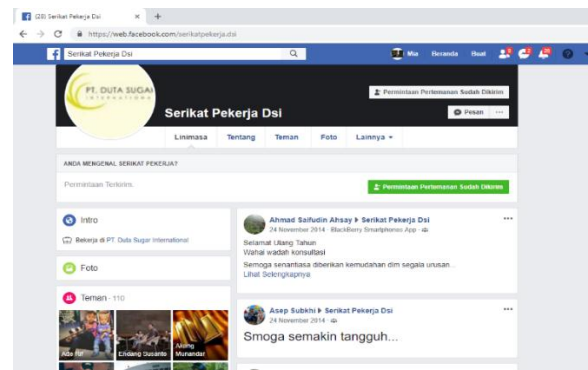 (28) Serikat Pekerja Dsi
https://web.facebook.com/serikatpekerja.dsi
Serikat Pekerja Dsi
Mia Beranda Buat
PT. DUTA SUGAR
INTERNATIONAL
Serikat Pekerja Dsi
Permintaan Pertemanan Sudah Dikirim
Pesan
Linimasa Tentang Teman Foto Lainnya
ANDA MENGENAL SERIKAT PEKERJA?
Permintaan Terkirim.
Permintaan Pertemanan Sudah Dikirim
Intro
Bekerja di PT. Duta Sugar International
Foto
Teman · 110
Endang Susanto
Munandar
Ahmad Saifudin Ahsay ▸ Serikat Pekerja Dsi
24 November 2014 · BlackBerry Smartphones App ·
Selamat Ulang Tahun
Wahai wadah konsultasi
Semoga senantiasa diberikan kemudahan dlm segala urusan...
Lihat Selengkapnya
Asep Subkhi ▸ Serikat Pekerja Dsi
24 November 2014 ·
Smoga semakin tangguh...